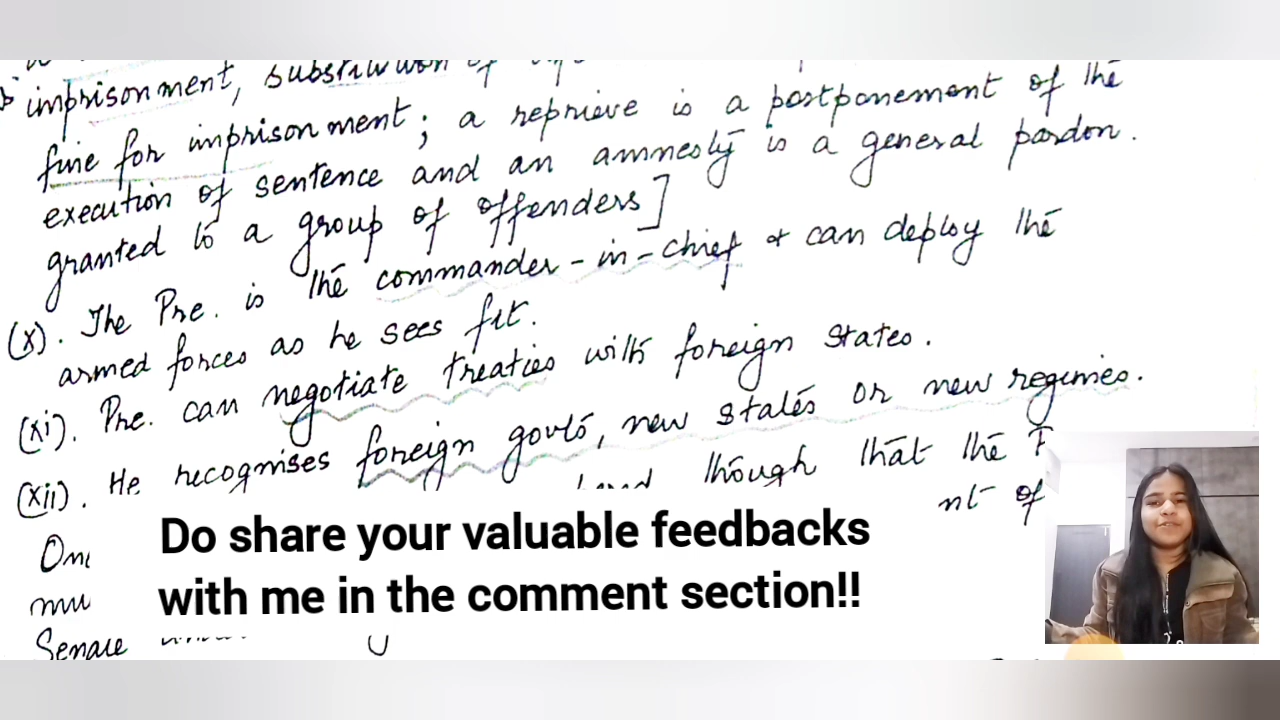 imprisonment, substitution of
fine for imprisonment; a reprieve is a postponement of the
execution of sentence and an amnesty is a general pardon.
granted to a group of offenders]
(x). The Pre. is the commander-in-chief & can deploy the
armed forces as he sees fit.
(xi). Pre. can negotiate treaties with foreign states.
(xii). He recognises foreign govts, new states or new regimes.
though that the
nt of
Senate
Do share your valuable feedbacks
with me in the comment section!!